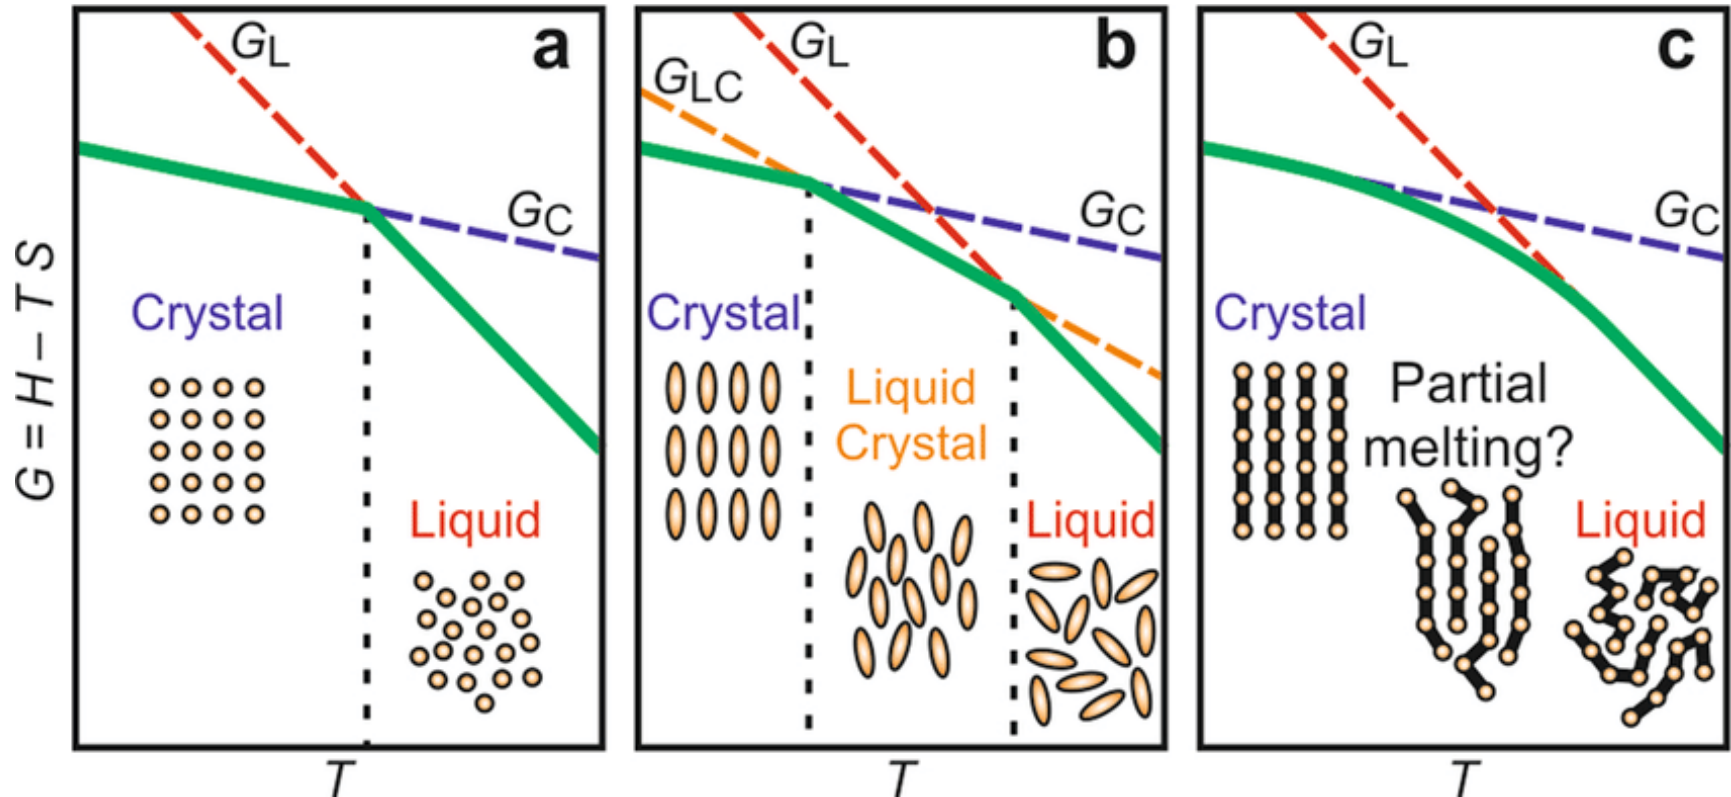 G = H – T S
a
G_L
G_C
Crystal
Liquid
T
b
G_L
G_LC
G_C
Crystal
Liquid
Crystal
Liquid
T
c
G_L
G_C
Crystal
Partial
melting?
Liquid
T